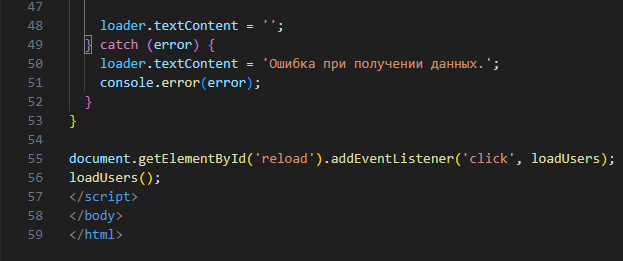 47
48 loader.textContent = '';
49 } catch (error) {
50 loader.textContent = 'Ошибка при получении данных.';
51 console.error(error);
52 }
53 }
54
55 document.getElementById('reload').addEventListener('click', loadUsers);
56 loadUsers();
57 </script>
58 </body>
59 </html>